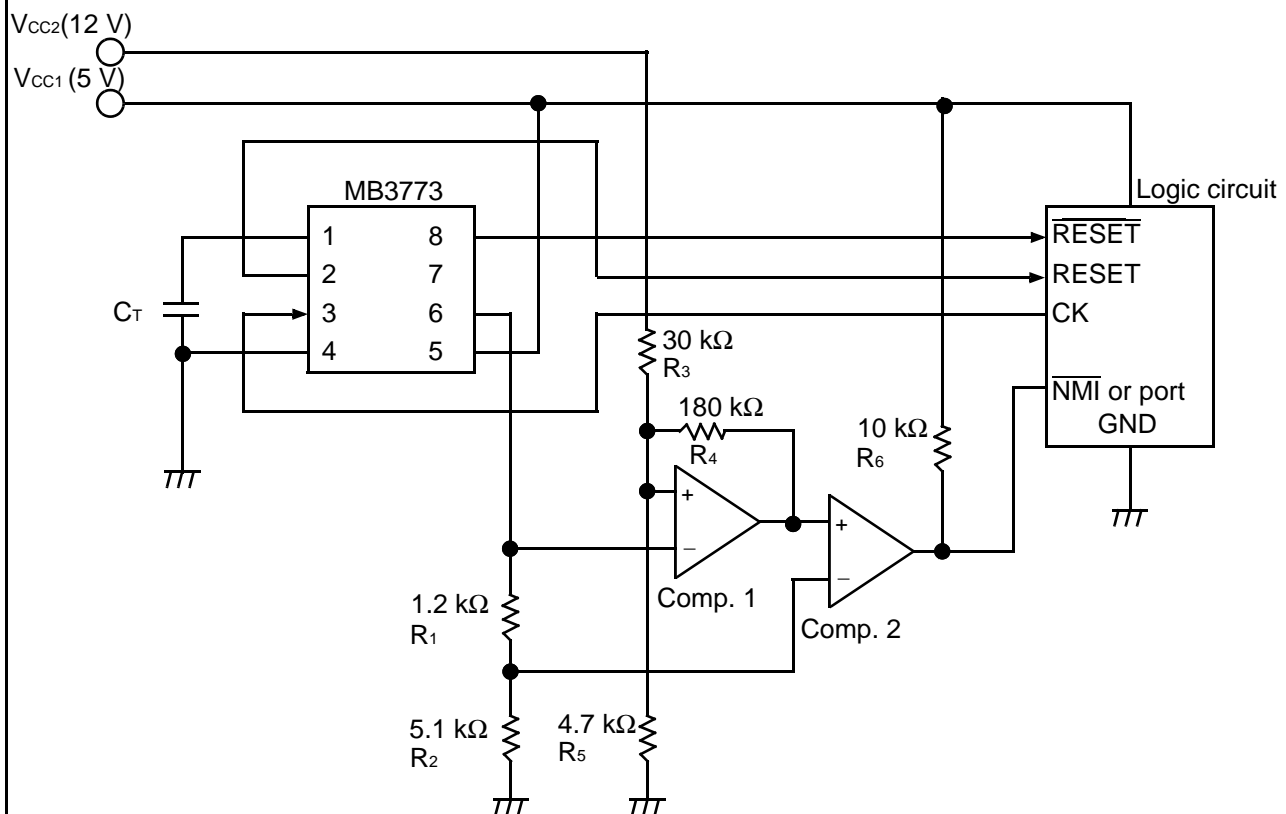 VCC2(12 V)
VCC1 (5 V)
MB3773
Logic circuit
1 8
2 7
3 6
4 5
RESET
RESET
CK
NMI or port
GND
CT
30 kΩ
R3
180 kΩ
R4
10 kΩ
R6
+
−
Comp. 1
+
−
Comp. 2
1.2 kΩ
R1
5.1 kΩ
R2
4.7 kΩ
R5